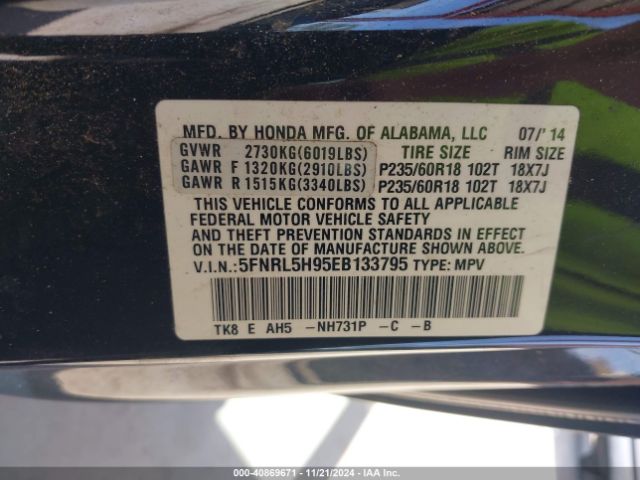 MFD. BY HONDA MFG. OF ALABAMA, LLC 07/'14
GVWR 2730KG(6019LBS) TIRE SIZE RIM SIZE
GAWR F 1320KG(2910LBS) P235/60R18 102T 18X7J
GAWR R 1515KG(3340LBS) P235/60R18 102T 18X7J
THIS VEHICLE CONFORMS TO ALL APPLICABLE
FEDERAL MOTOR VEHICLE SAFETY
AND THEFT PREVENTION STANDARDS IN EFFECT
ON THE DATE OF MANUFACTURE SHOWN ABOVE.
V.I.N.:5FNRL5H95EB133795 TYPE: MPV
TK8 E AH5 -NH731P -C -B
000-40869671 - 11/21/2024 - copart.com